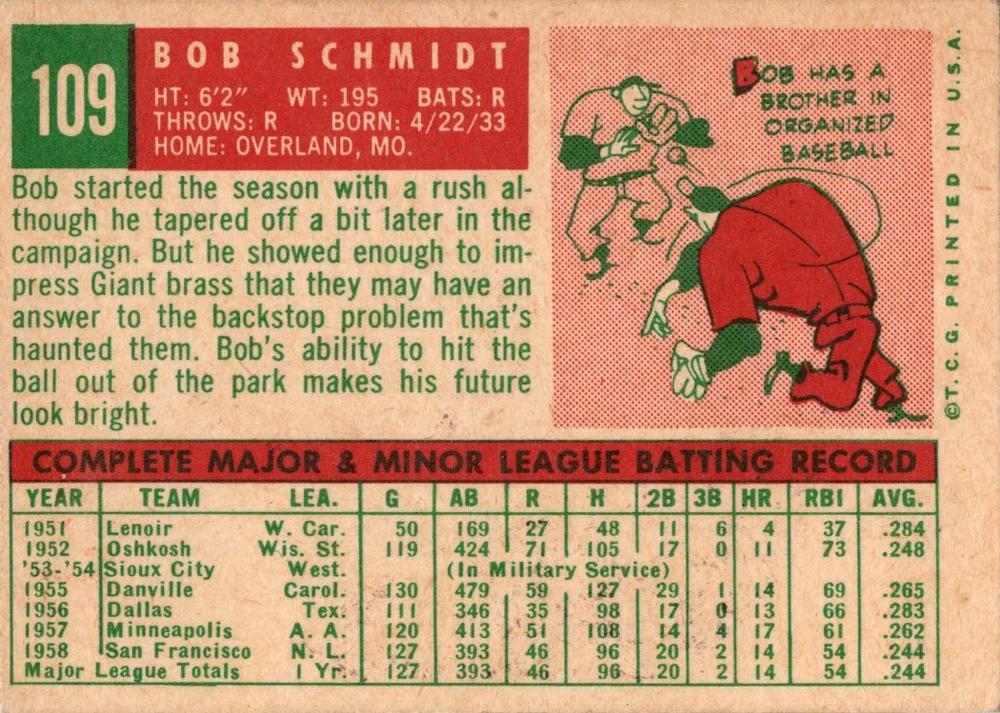 109
BOB SCHMIDT
HT: 6'2" WT: 195 BATS: R
THROWS: R BORN: 4/22/33
HOME: OVERLAND, MO.
Bob started the season with a rush al-
though he tapered off a bit later in the
campaign. But he showed enough to im-
press Giant brass that they may have an
answer to the backstop problem that's
haunted them. Bob's ability to hit the
ball out of the park makes his future
look bright.
BOB HAS A
BROTHER IN
ORGANIZED
BASEBALL
©T.C.G. PRINTED IN U.S.A.
COMPLETE MAJOR & MINOR LEAGUE BATTING RECORD
YEAR TEAM LEA. G AB R H 2B 3B HR RBI AVG.
1951 Lenoir W. Car. 50 169 27 48 11 6 4 37 .284
1952 Oshkosh Wis. St. 119 424 71 105 17 0 11 73 .248
'53-'54 Sioux City West. (In Military Service)
1955 Danville Carol. 130 479 59 127 29 1 14 69 .265
1956 Dallas Tex. 111 346 35 98 17 0 13 66 .283
1957 Minneapolis A. A. 120 413 51 108 14 4 17 61 .262
1958 San Francisco N. L. 127 393 46 96 20 2 14 54 .244
Major League Totals 1 Yr. 127 393 46 96 20 2 14 54 .244